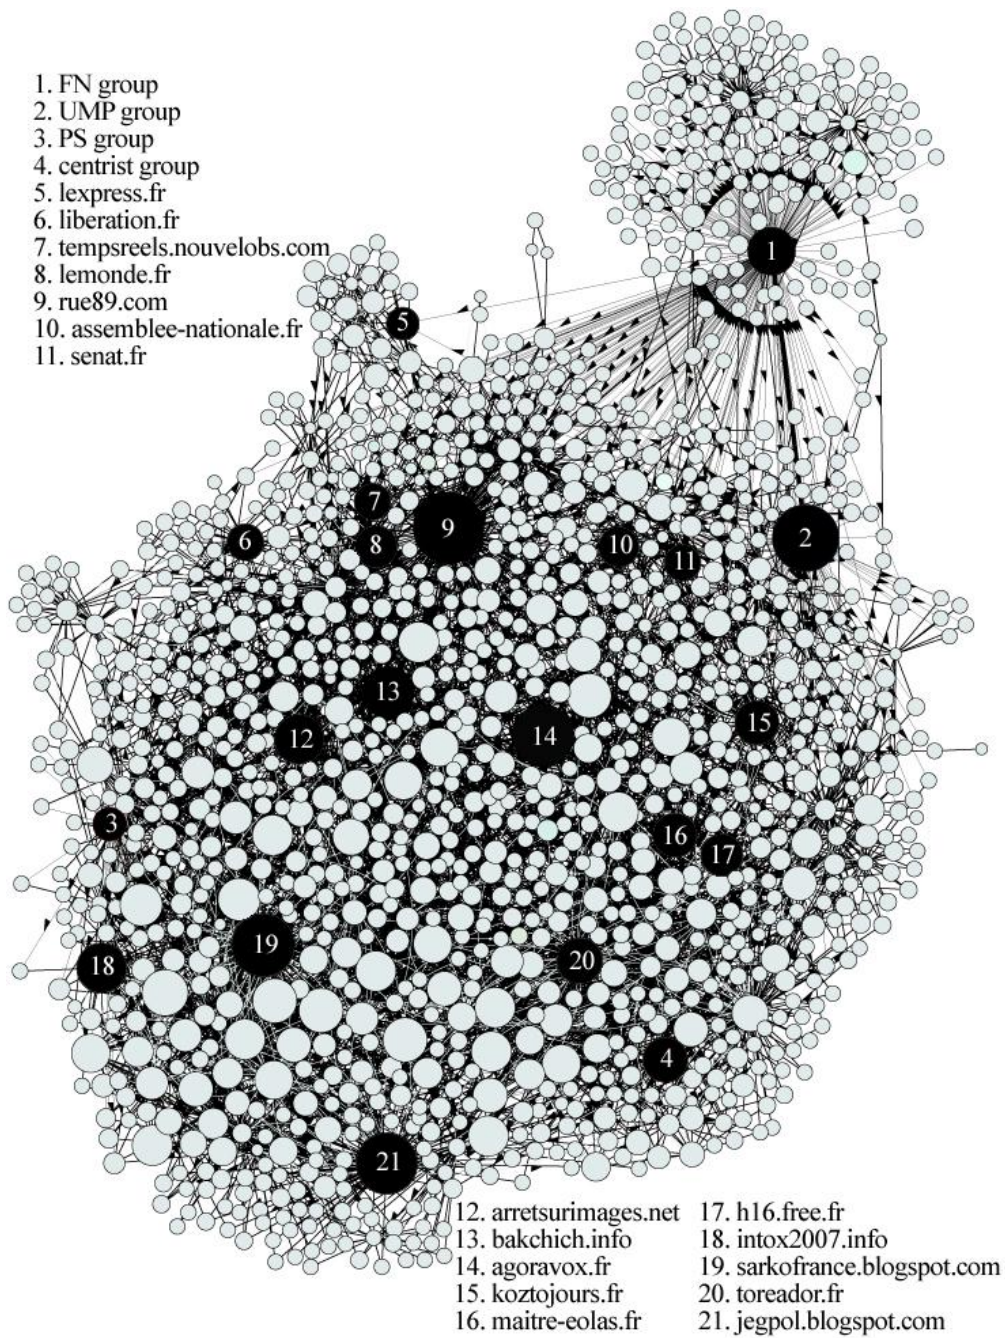 1. FN group
2. UMP group
3. PS group
4. centrist group
5. lexpress.fr
6. liberation.fr
7. tempsreels.nouvelobs.com
8. lemonde.fr
9. rue89.com
10. assemblee-nationale.fr
11. senat.fr
1
5
7
9
6
8
10
11
2
13
12
14
15
3
16
17
19
18
20
4
21
12. arretsurimages.net
13. bakchich.info
14. agoravox.fr
15. koztojours.fr
16. maitre-eolas.fr
17. h16.free.fr
18. intox2007.info
19. sarkofrance.blogspot.com
20. toreador.fr
21. jegpol.blogspot.com